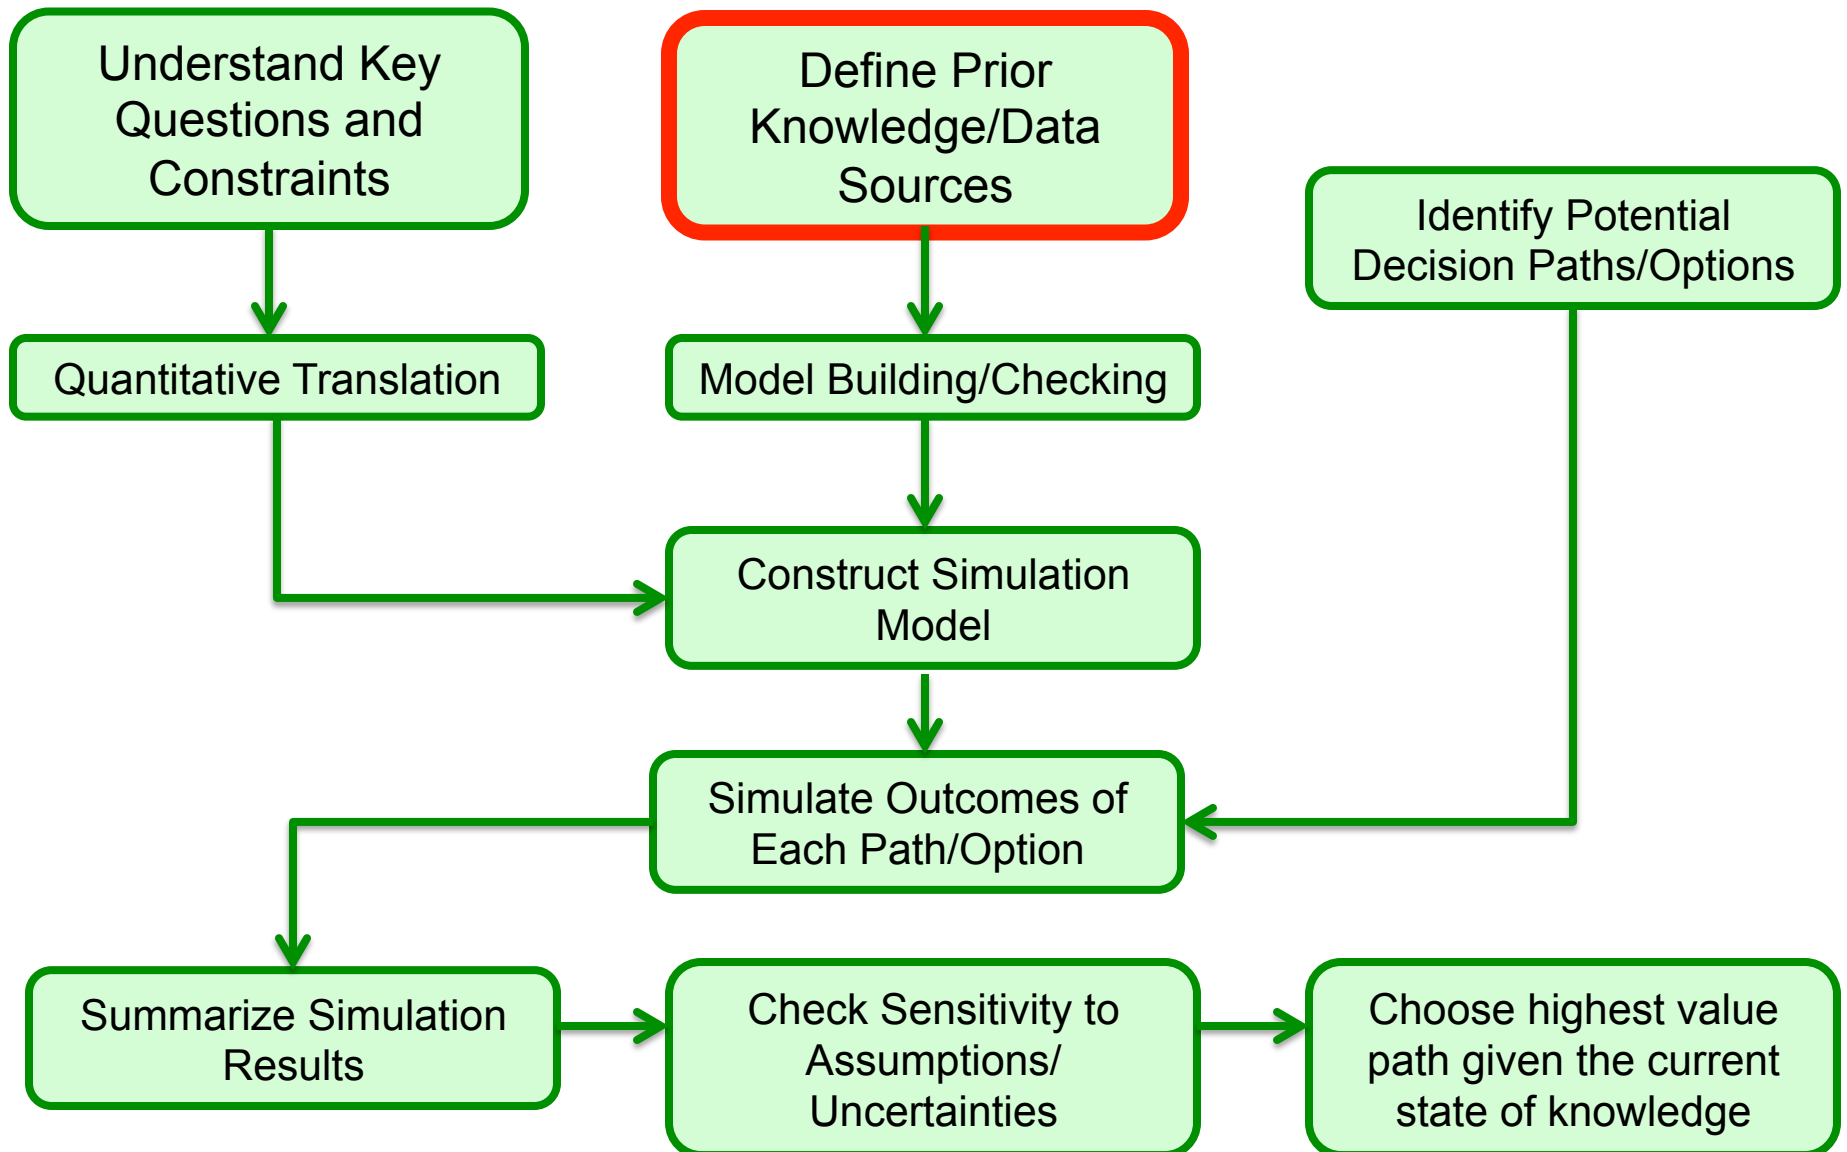 Understand Key
Questions and
Constraints
Define Prior
Knowledge/Data
Sources
Identify Potential
Decision Paths/Options
Quantitative Translation
Model Building/Checking
Construct Simulation
Model
Simulate Outcomes of
Each Path/Option
Summarize Simulation
Results
Check Sensitivity to
Assumptions/
Uncertainties
Choose highest value
path given the current
state of knowledge